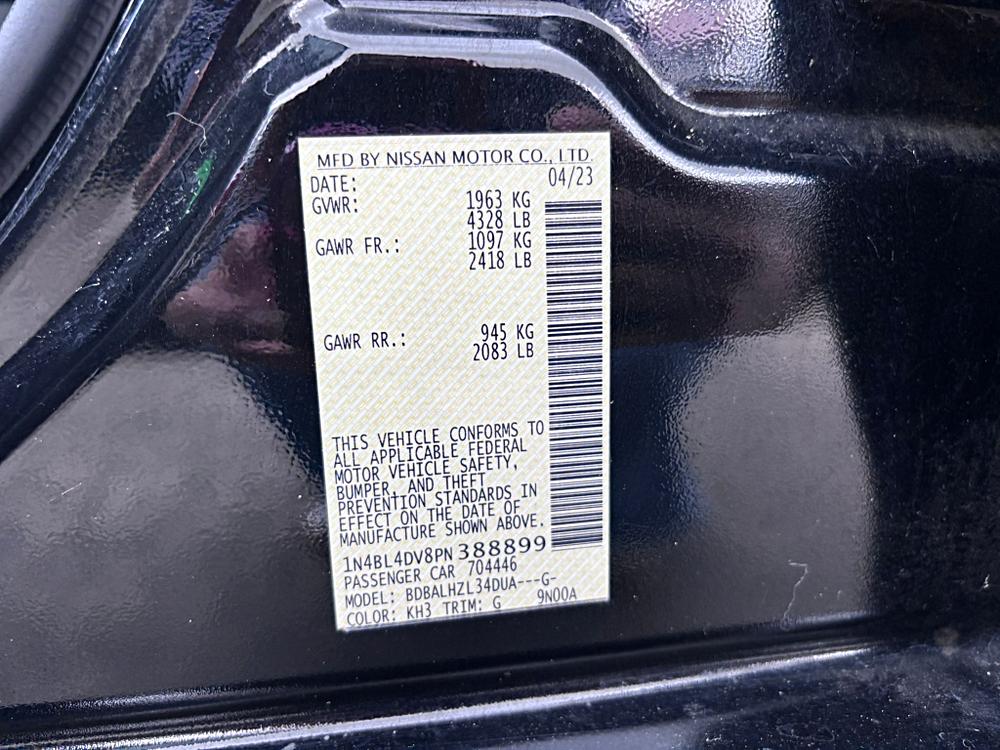 MFD BY NISSAN MOTOR CO., LTD.
DATE: 04/23
GVWR: 1963 KG
4328 LB
GAWR FR.: 1097 KG
2418 LB
GAWR RR.: 945 KG
2083 LB
THIS VEHICLE CONFORMS TO
ALL APPLICABLE FEDERAL
MOTOR VEHICLE SAFETY,
BUMPER, AND THEFT
PREVENTION STANDARDS IN
EFFECT ON THE DATE OF
MANUFACTURE SHOWN ABOVE.
1N4BL4DV8PN388899
PASSENGER CAR 704446
MODEL: BDBALHZL34DUA---G-
COLOR: KH3 TRIM: G 9N00A